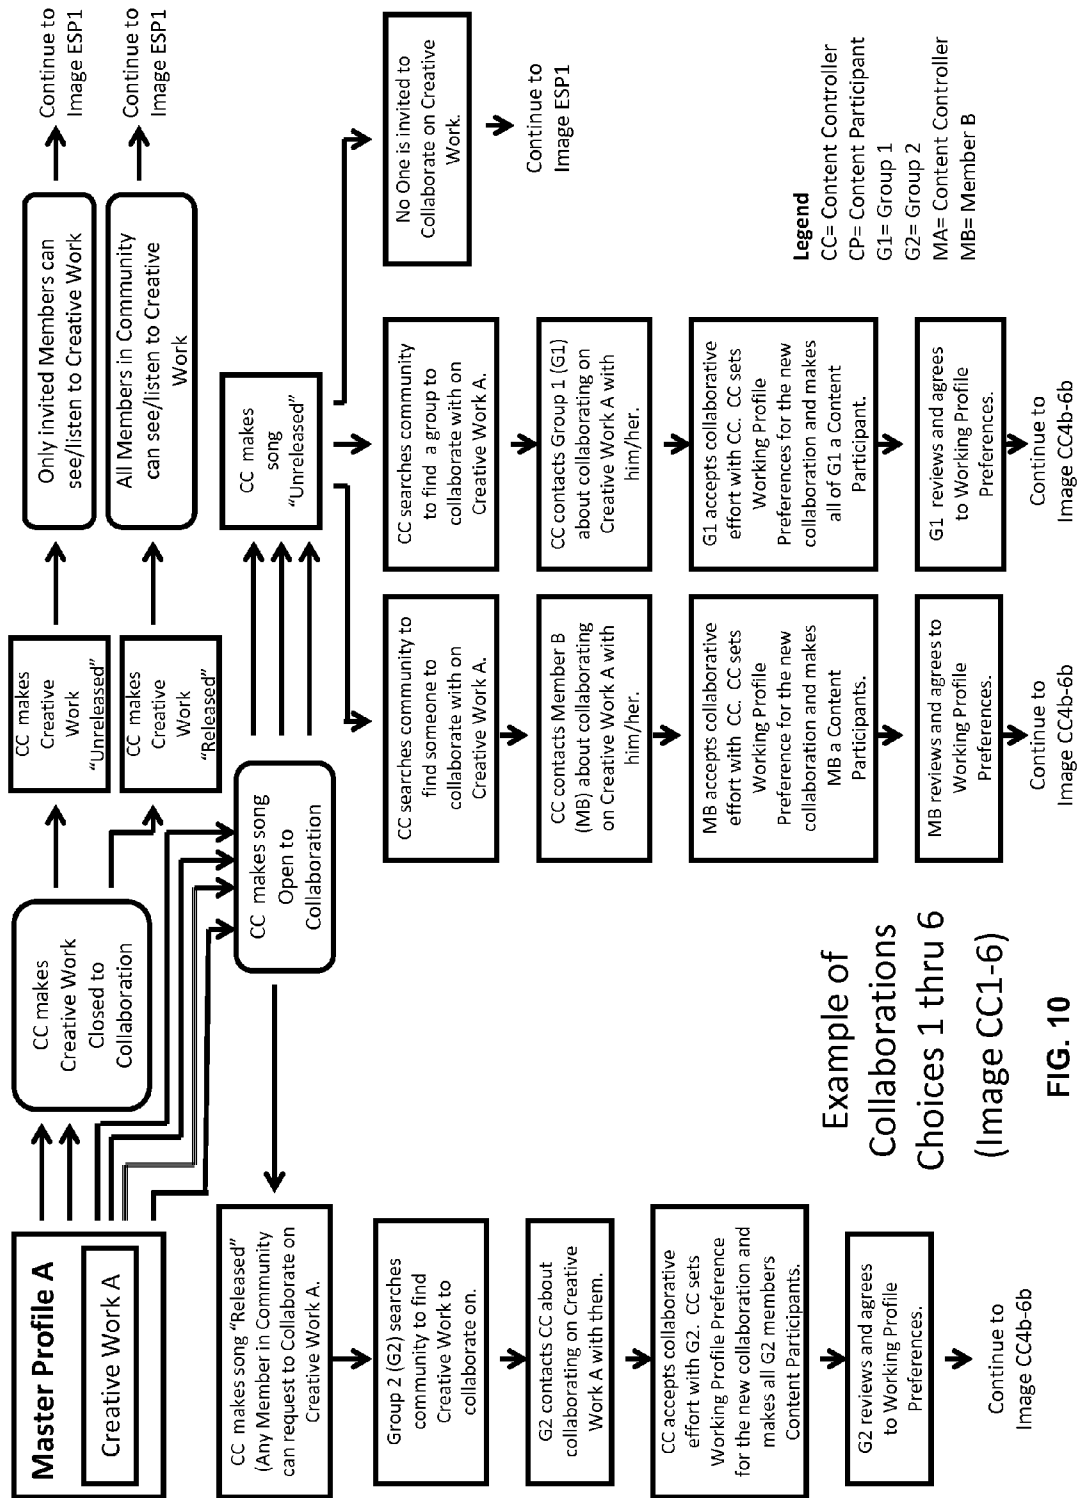 Master Profile A
Creative Work A
CC makes
Creative Work
Closed to
Collaboration
CC makes
Creative
Work
“Unreleased”
Only invited Members can
see/listen to Creative Work
Continue to
Image ESP1
CC makes
Creative
Work
“Released”
All Members in Community
can see/listen to Creative
Work
Continue to
Image ESP1
CC makes song
Open to
Collaboration
CC makes
song
“Unreleased”
CC makes song “Released”
(Any Member in Community
can request to Collaborate on
Creative Work A.
Group 2 (G2) searches
community to find
Creative Work to
collaborate on.
G2 contacts CC about
collaborating on Creative
Work A with them.
CC accepts collaborative
effort with G2. CC sets
Working Profile Preference
for the new collaboration and
makes all G2 members
Content Participants.
G2 reviews and agrees
to Working Profile
Preferences.
Continue to
Image CC4b-6b
CC searches community to
find someone to
collaborate with on
Creative Work A.
CC contacts Member B
(MB) about collaborating
on Creative Work A with
him/her.
MB accepts collaborative
effort with CC. CC sets
Working Profile
Preference for the new
collaboration and makes
MB a Content
Participants.
MB reviews and agrees to
Working Profile
Preferences.
Continue to
Image CC4b-6b
CC searches community
to find a group to
collaborate with on
Creative Work A.
CC contacts Group 1 (G1)
about collaborating on
Creative Work A with
him/her.
G1 accepts collaborative
effort with CC. CC sets
Working Profile
Preferences for the new
collaboration and makes
all of G1 a Content
Participant.
G1 reviews and agrees
to Working Profile
Preferences.
Continue to
Image CC4b-6b
No One is invited to
Collaborate on Creative
Work.
Continue to
Image ESP1
Legend
CC= Content Controller
CP= Content Participant
G1= Group 1
G2= Group 2
MA= Content Controller
MB= Member B
Example of
Collaborations
Choices 1 thru 6
(Image CC1-6)
FIG. 10